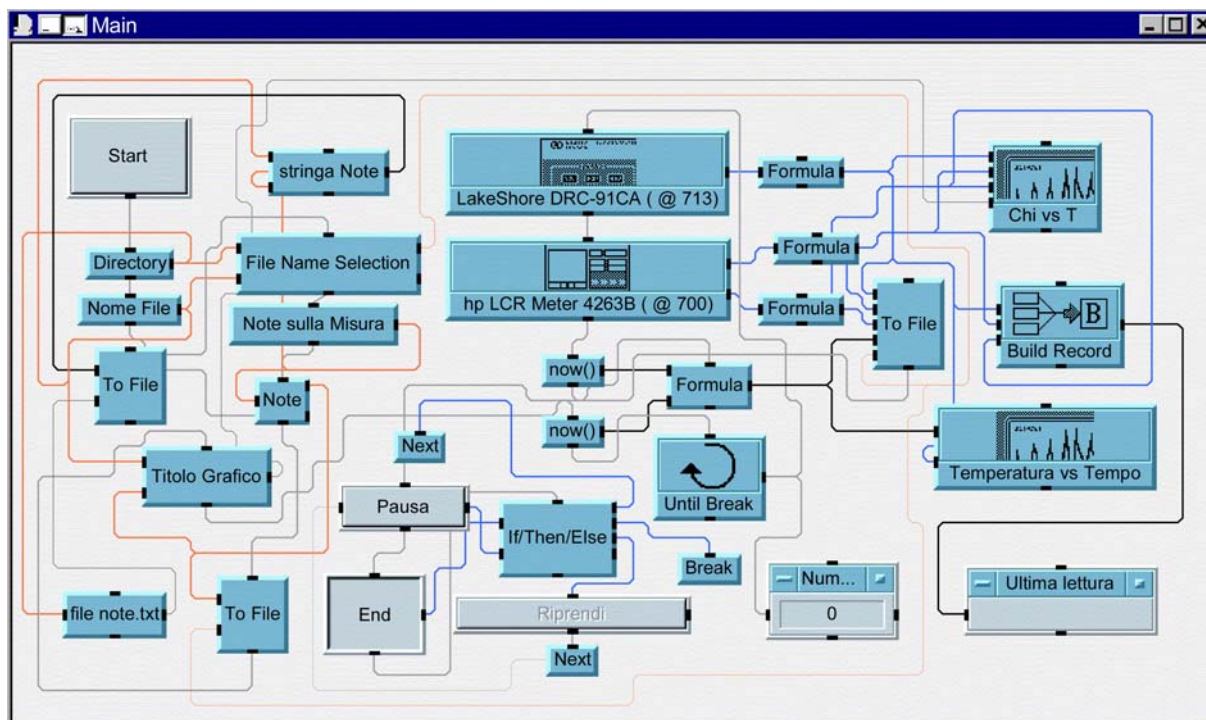 Main
Start
stringa Note
Directory
File Name Selection
Nome File
Note sulla Misura
To File
Note
Titolo Grafico
file note.txt
To File
LakeShore DRC-91CA ( @ 713)
Formula
Chi vs T
hp LCR Meter 4263B ( @ 700)
Formula
Formula
To File
B
Build Record
now()
Formula
now()
Next
Until Break
Temperatura vs Tempo
Pausa
If/Then/Else
Break
End
Riprendi
Next
Num...
0
Ultima lettura